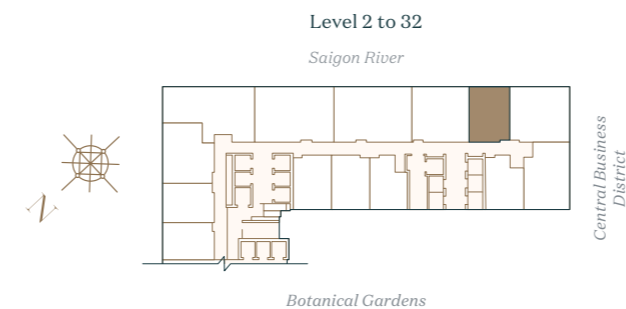 Level 2 to 32
Saigon River
Central Business
District
N
Botanical Gardens